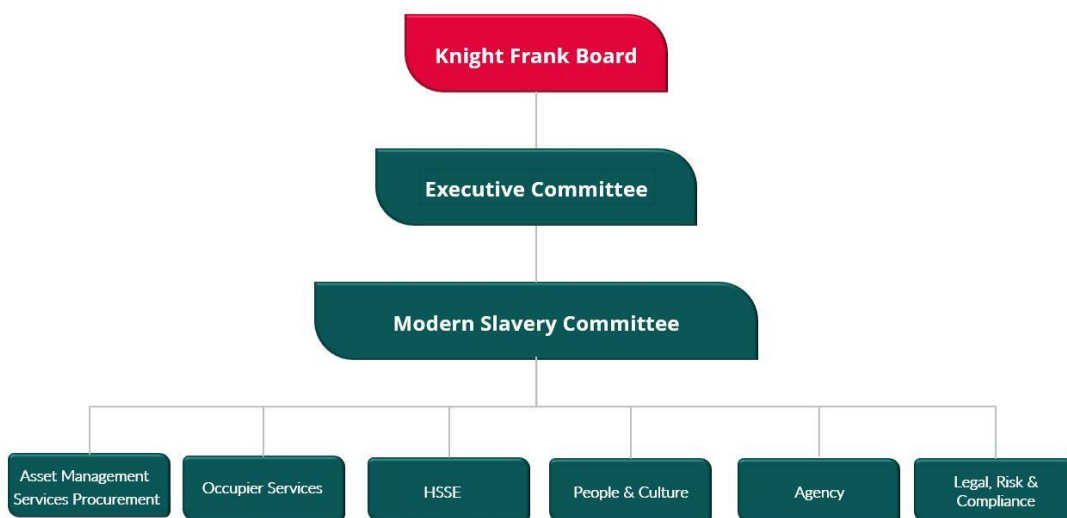 Knight Frank Board
Executive Committee
Modern Slavery Committee
Asset Management
Services Procurement
Occupier Services
HSSE
People & Culture
Agency
Legal, Risk &
Compliance